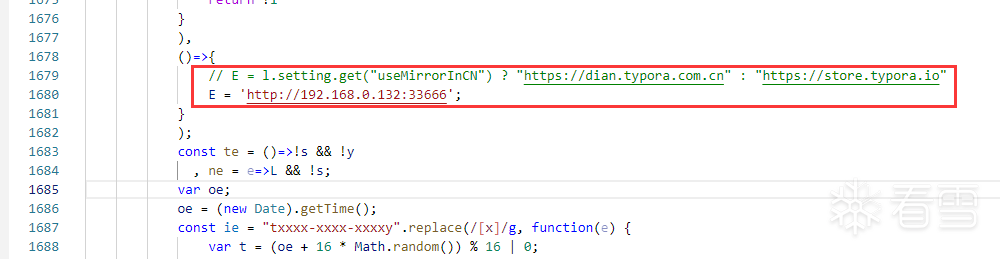 1675 return !1
1676 }
1677 ),
1678 ()=>{
1679 // E = l.setting.get("useMirrorInCN") ? "https://dian.typora.com.cn" : "https://store.typora.io"
1680 E = 'http://192.168.0.132:33666';
1681 }
1682 );
1683 const te = ()=>!s && !y
1684 , ne = e=>L && !s;
1685 var oe;
1686 oe = (new Date).getTime();
1687 const ie = "txxxx-xxxx-xxxxy".replace(/[x]/g, function(e) {
1688 var t = (oe + 16 * Math.random()) % 16 | 0;
看雪